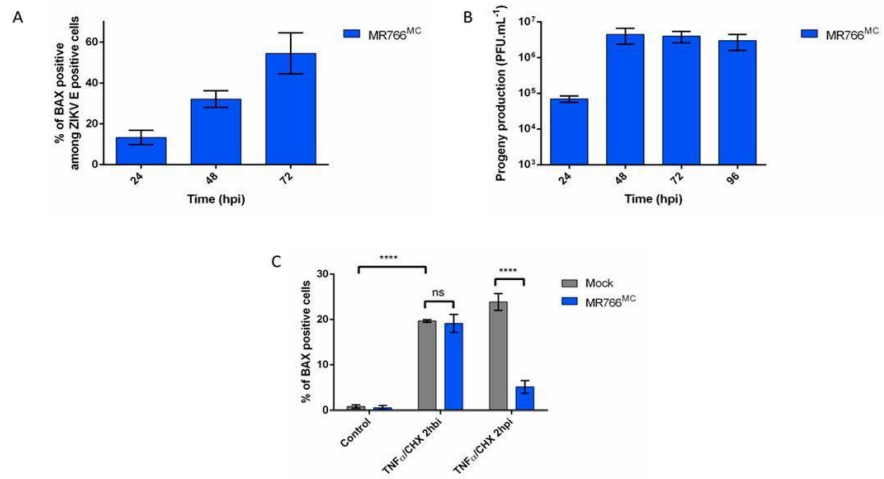 A
% of BAX positive
among ZIKV E positive cells
60
40
20
0
24
48
72
Time (hpi)
MR766ᴹᶜ
B
Progeny production (PFU.mL⁻¹)
10⁷
10⁶
10⁵
10⁴
10³
24
48
72
96
Time (hpi)
MR766ᴹᶜ
C
% of BAX positive cells
30
20
10
0
****
ns
****
Control
TNFα/CHX 2hbi
TNFα/CHX 2hpi
Mock
MR766ᴹᶜ